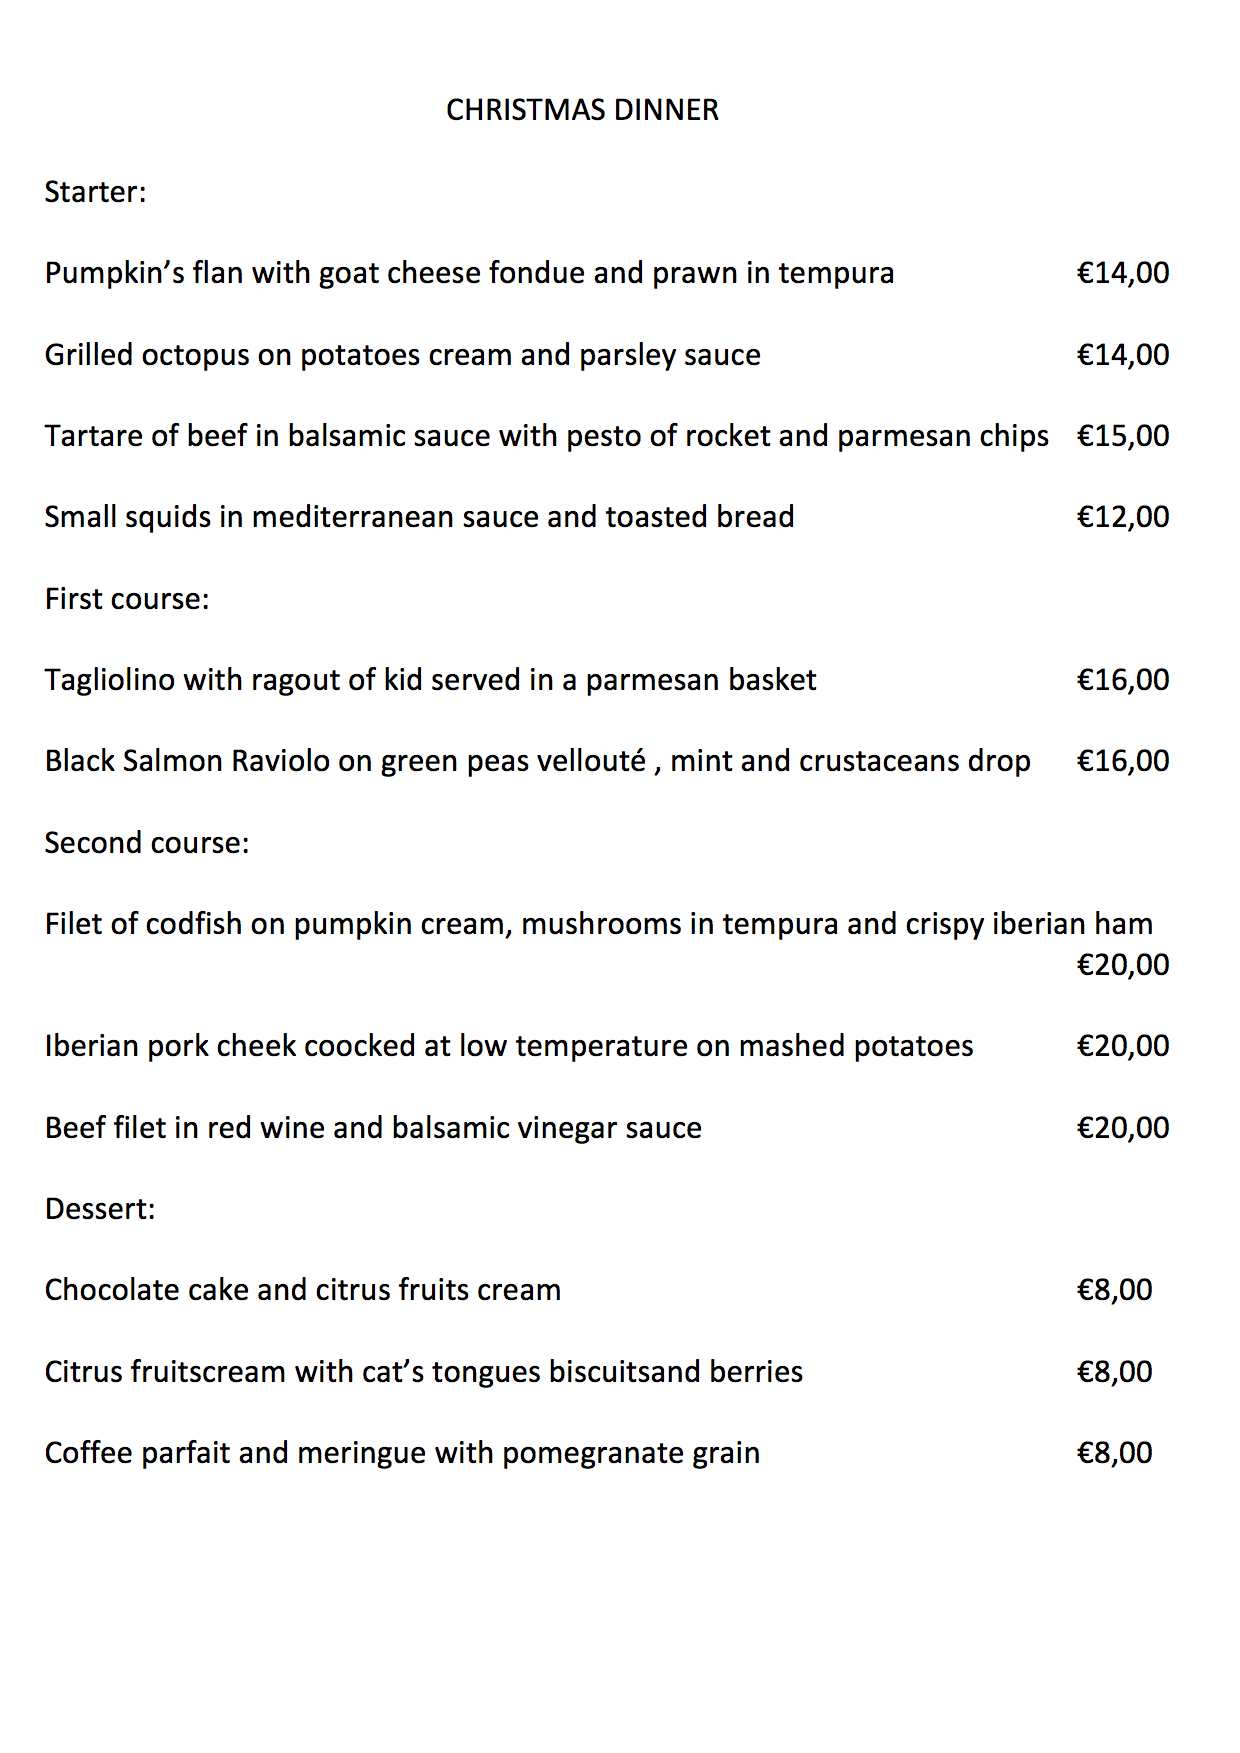 CHRISTMAS DINNER
Starter:
Pumpkin’s flan with goat cheese fondue and prawn in tempura €14,00
Grilled octopus on potatoes cream and parsley sauce €14,00
Tartare of beef in balsamic sauce with pesto of rocket and parmesan chips €15,00
Small squids in mediterranean sauce and toasted bread €12,00
First course:
Tagliolino with ragout of kid served in a parmesan basket €16,00
Black Salmon Raviolo on green peas vellouté , mint and crustaceans drop €16,00
Second course:
Filet of codfish on pumpkin cream, mushrooms in tempura and crispy iberian ham
€20,00
Iberian pork cheek coocked at low temperature on mashed potatoes €20,00
Beef filet in red wine and balsamic vinegar sauce €20,00
Dessert:
Chocolate cake and citrus fruits cream €8,00
Citrus fruitscream with cat’s tongues biscuitsand berries €8,00
Coffee parfait and meringue with pomegranate grain €8,00